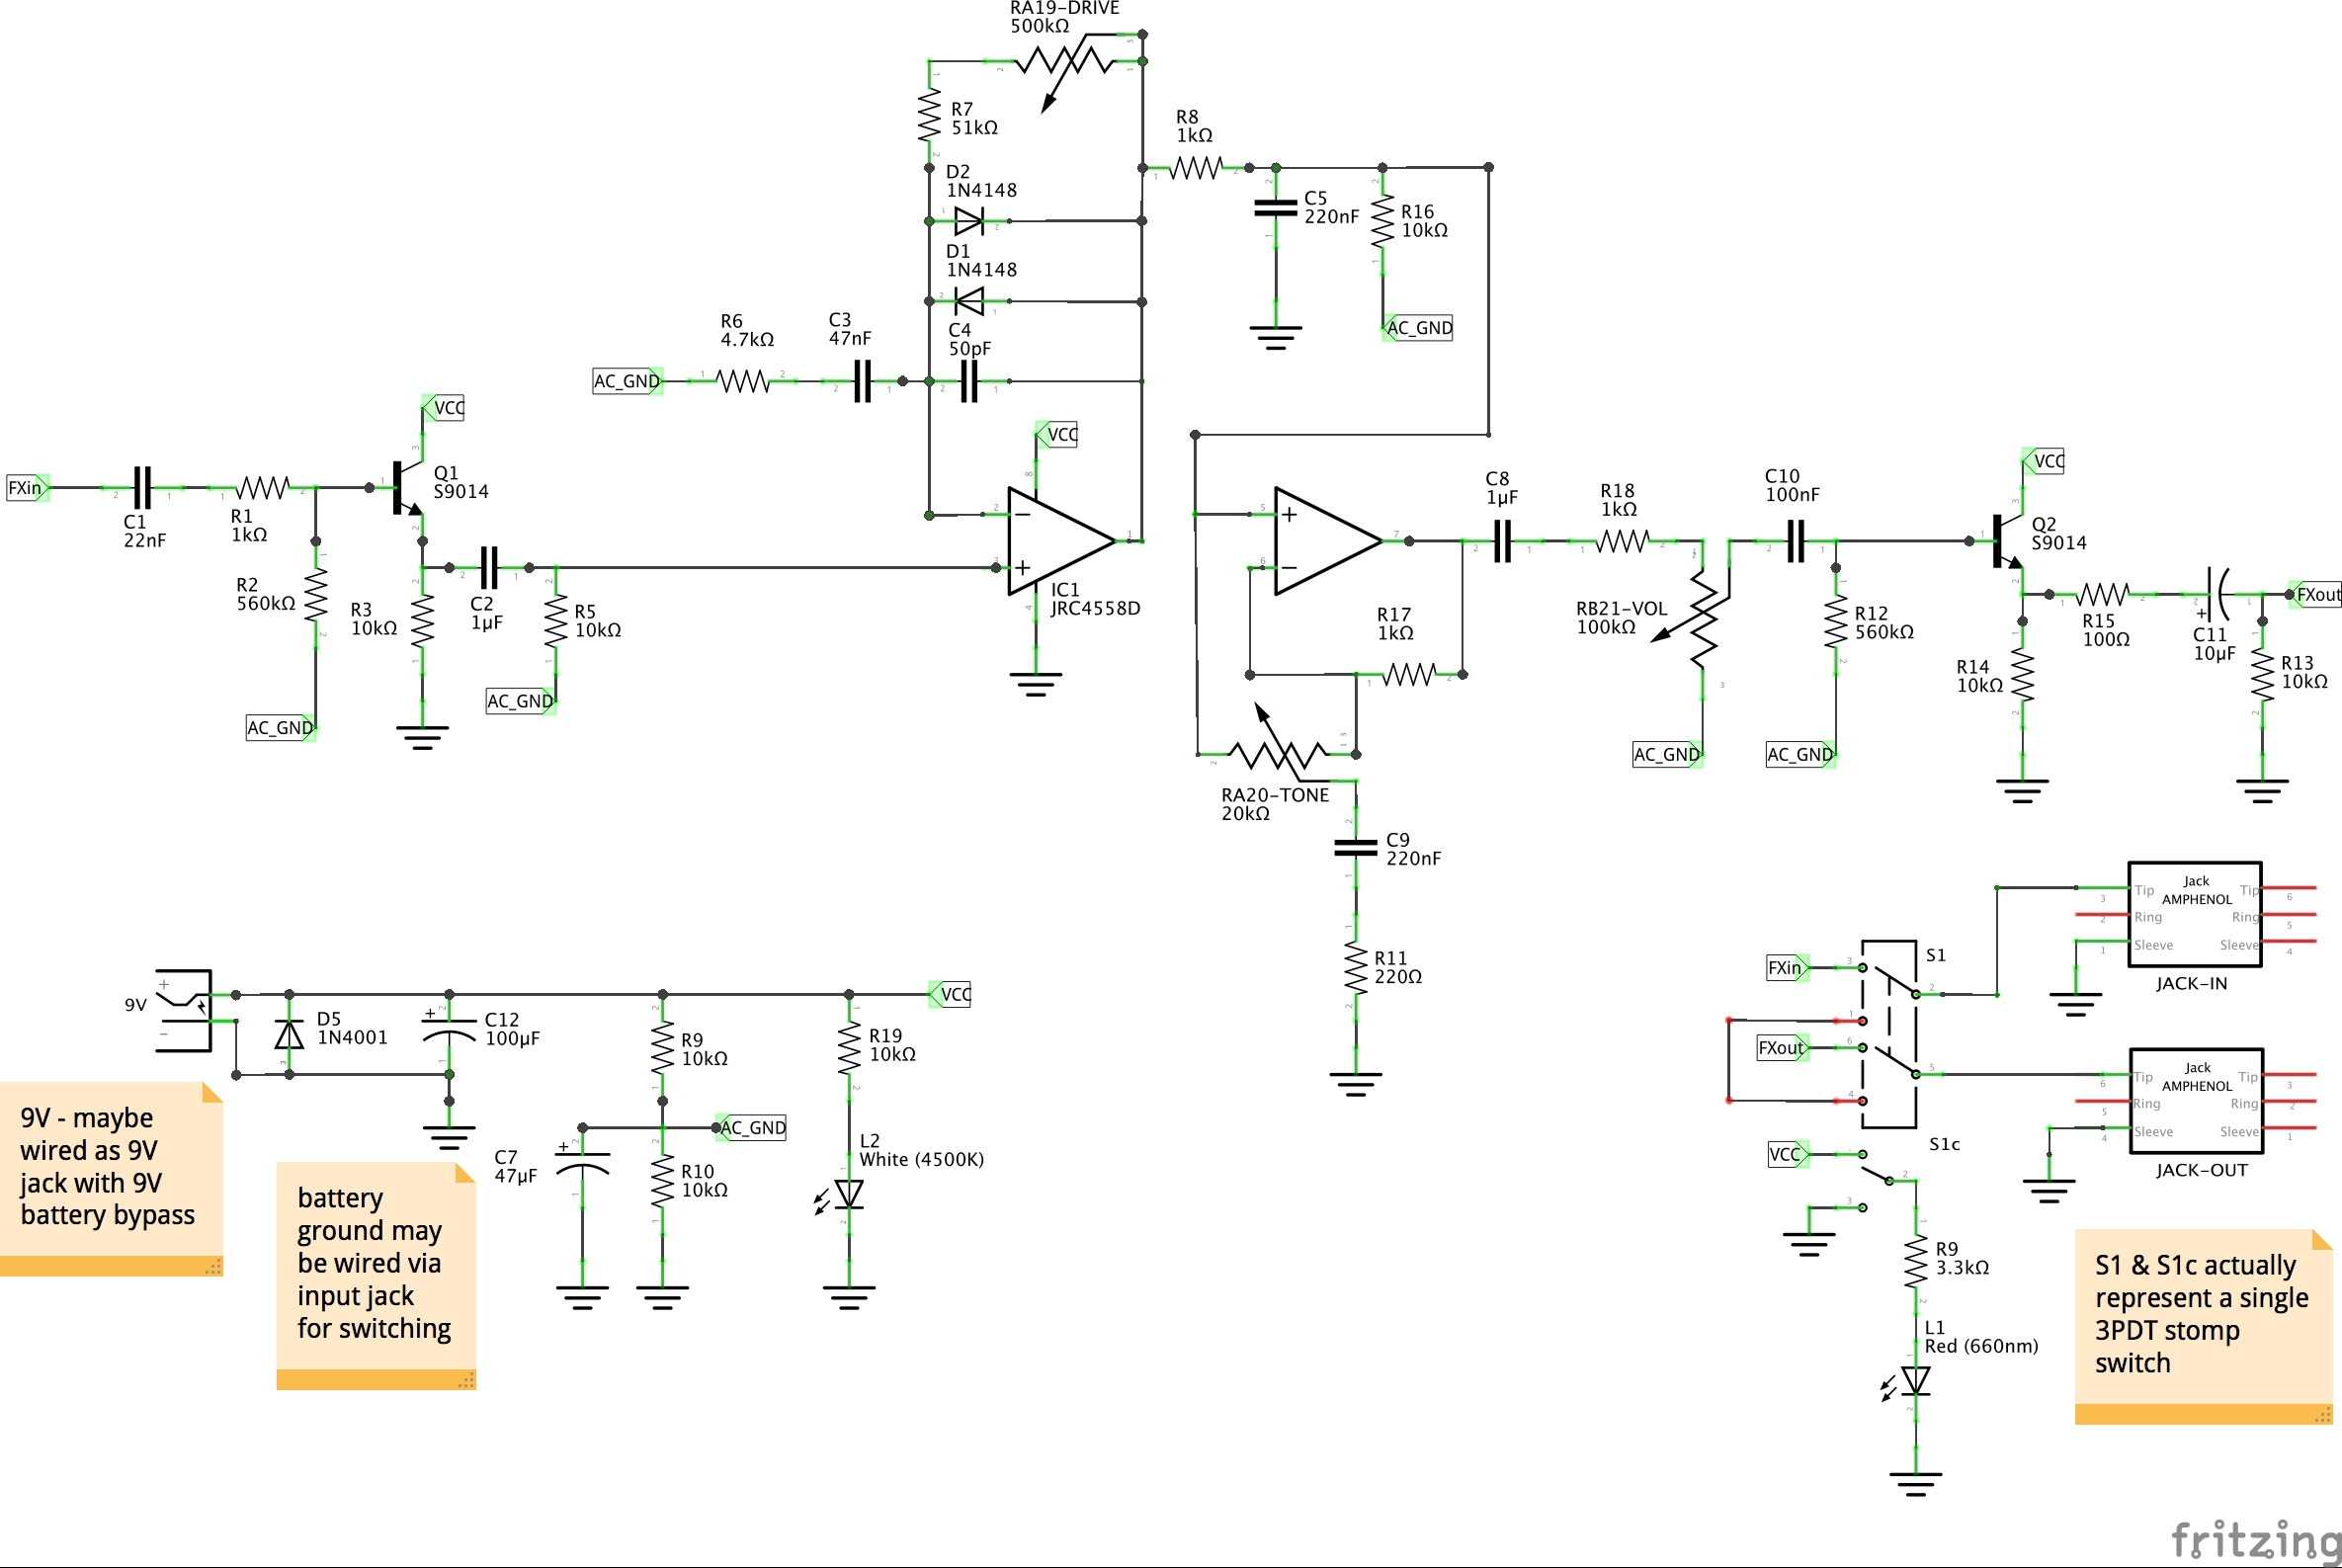 RA19-DRIVE
500kΩ
R7
51kΩ
R8
1kΩ
D2
1N4148
C5
220nF
R16
10kΩ
D1
1N4148
AC_GND
R6
4.7kΩ
C3
47nF
C4
50pF
AC_GND
VCC
VCC
FXin
C1
22nF
R1
1kΩ
Q1
S9014
R2
560kΩ
R3
10kΩ
C2
1µF
R5
10kΩ
AC_GND
AC_GND
IC1
JRC4558D
C8
1µF
R18
1kΩ
R17
1kΩ
RB21-VOL
100kΩ
C10
100nF
VCC
Q2
S9014
R12
560kΩ
R14
10kΩ
R15
100Ω
C11
10µF
FXout
R13
10kΩ
AC_GND
AC_GND
RA20-TONE
20kΩ
C9
220nF
R11
220Ω
9V
D5
1N4001
C12
100µF
R9
10kΩ
R19
10kΩ
VCC
AC_GND
C7
47µF
R10
10kΩ
L2
White (4500K)
9V - maybe
wired as 9V
jack with 9V
battery bypass
battery
ground may
be wired via
input jack
for switching
Jack
AMPHENOL
Tip
Ring
Sleeve
Tip
Ring
Sleeve
JACK-IN
FXin
S1
FXout
Jack
AMPHENOL
Tip
Ring
Sleeve
Tip
Ring
Sleeve
JACK-OUT
S1c
VCC
R9
3.3kΩ
L1
Red (660nm)
S1 & S1c actually
represent a single
3PDT stomp
switch
fritzing